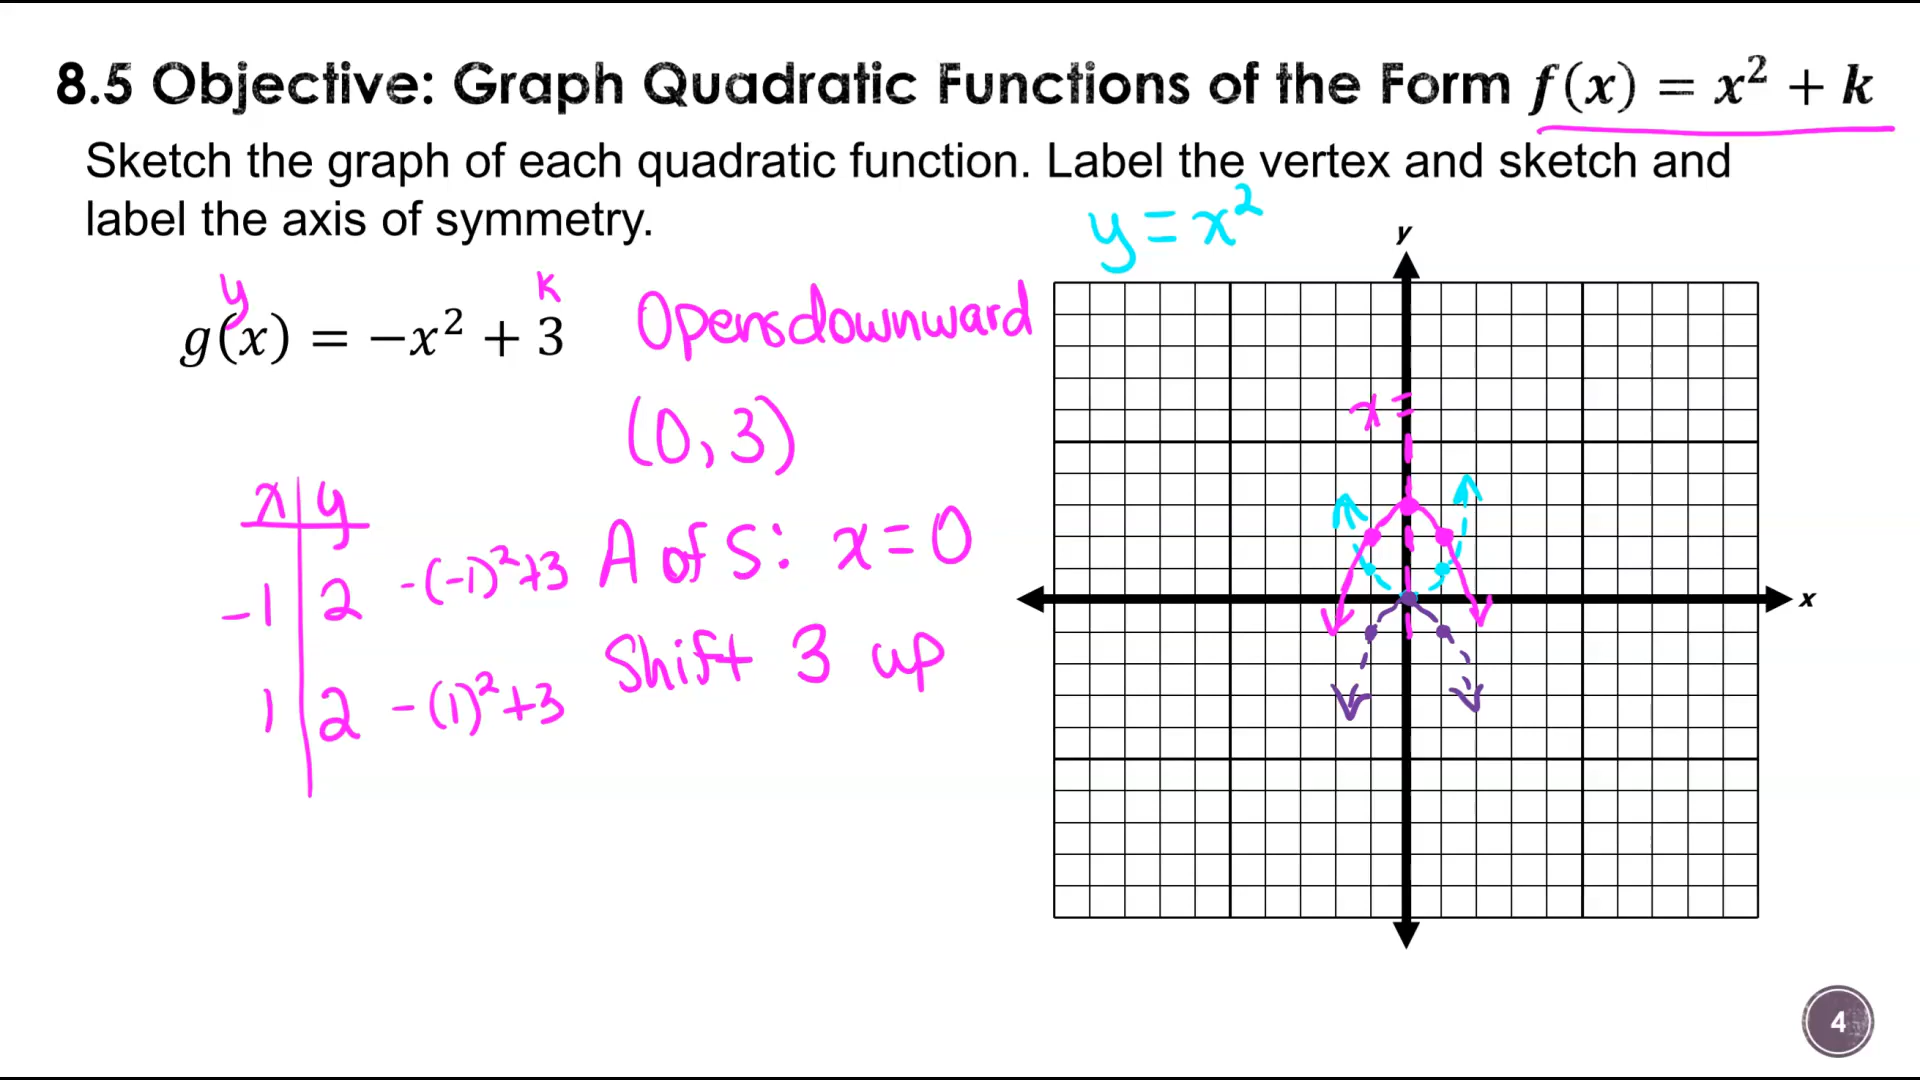 8.5 Objective: Graph Quadratic Functions of the Form f(x) = x² + k
Sketch the graph of each quadratic function. Label the vertex and sketch and
label the axis of symmetry.
y = x²
y
y
k
g(x) = −x² + 3
Opens downward
(0, 3)
x =
x | y
-1 | 2 -(-1)²+3
A of S: x = 0
x
1 | 2 -(1)²+3
Shift 3 up
4